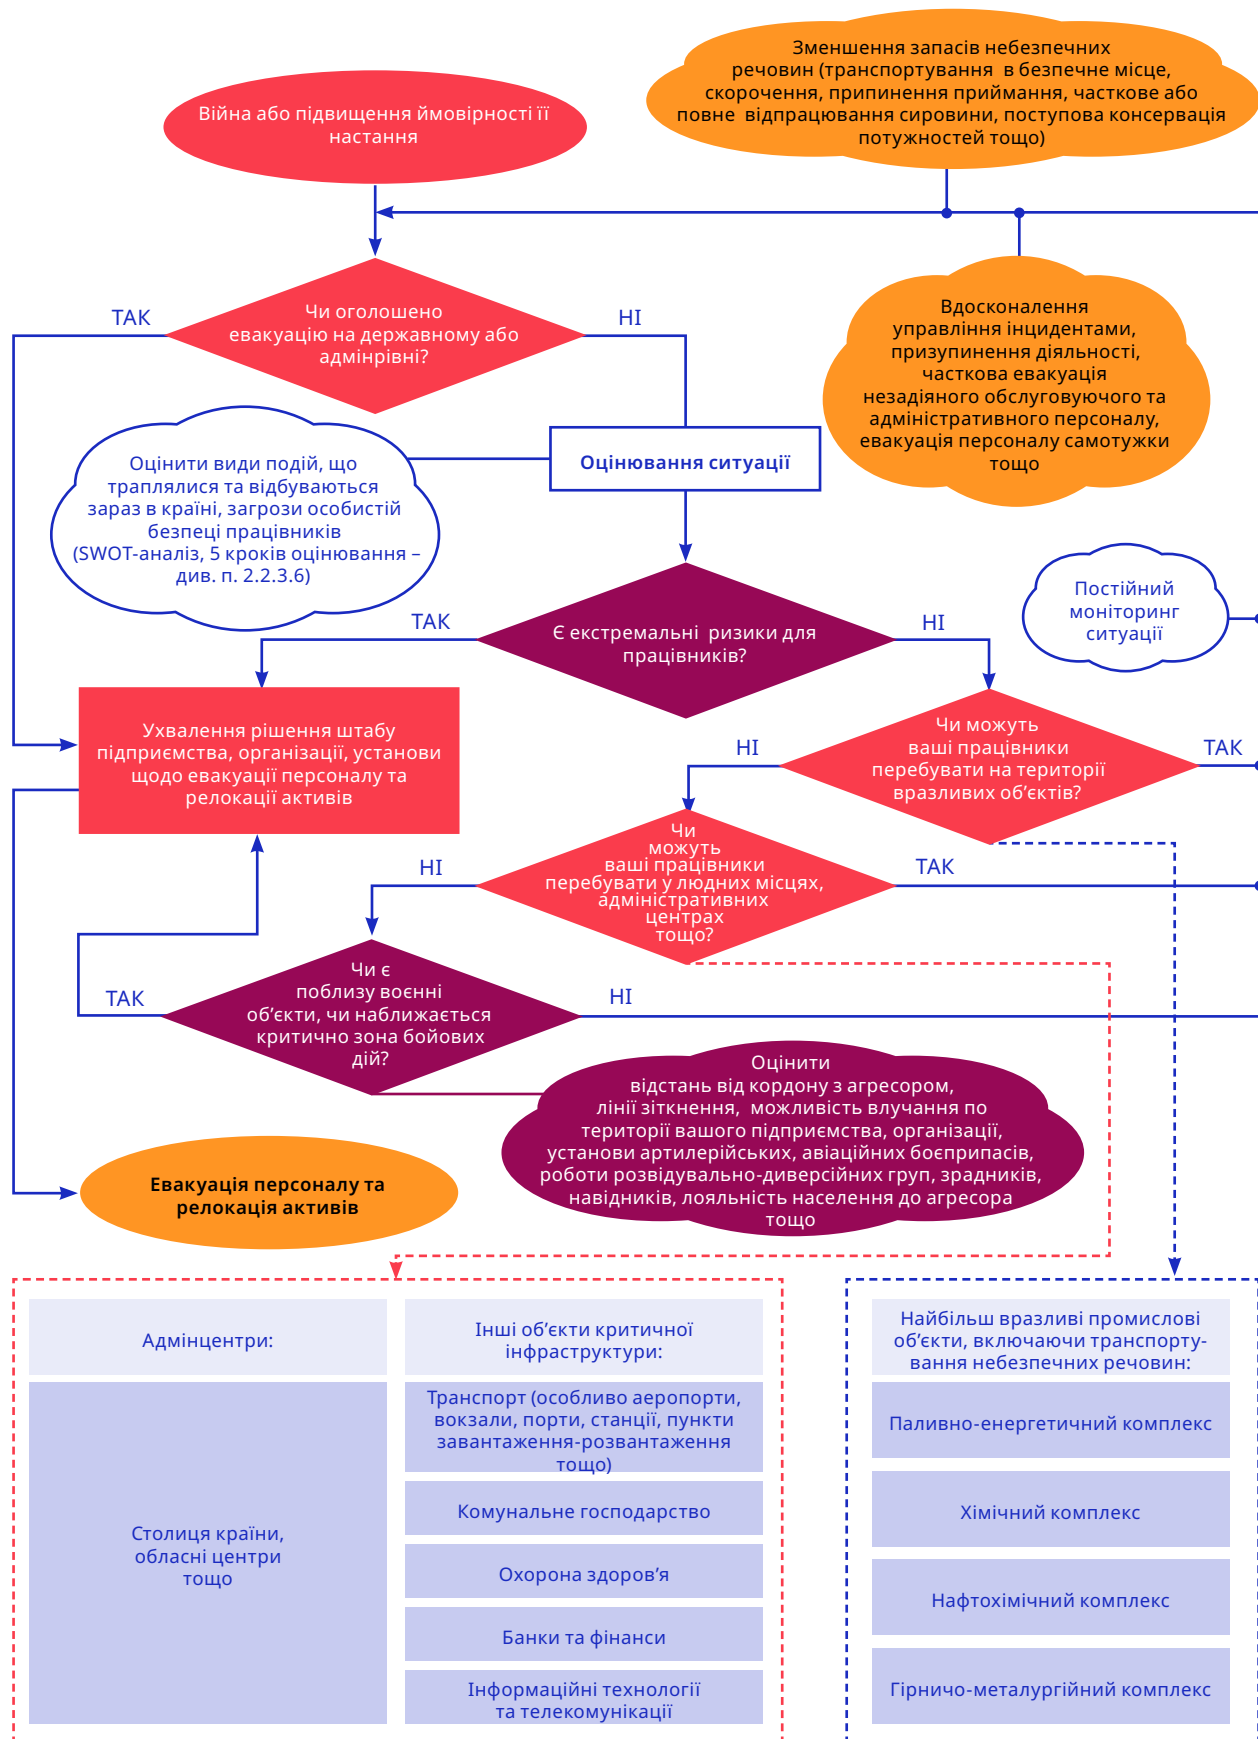 Зменшення запасів небезпечних
речовин (транспортування в безпечне місце,
скорочення, припинення приймання, часткове або
повне відпрацювання сировини, поступова консервація
потужностей тощо)
Війна або підвищення ймовірності її
настання
Чи оголошено
евакуацію на державному або
адмінрівні?
ТАК
НІ
Вдосконалення
управління інцидентами,
призупинення діяльності,
часткова евакуація
незадіяного обслуговуючого та
адміністративного персоналу,
евакуація персоналу самотужки
тощо
Оцінювання ситуації
Оцінити види подій, що
траплялися та відбуваються
зараз в країні, загрози особистій
безпеці працівників
(SWOT-аналіз, 5 кроків оцінювання –
див. п. 2.2.3.6)
Постійний
моніторинг
ситуації
ТАК
Є екстремальні ризики для
працівників?
НІ
Ухвалення рішення штабу
підприємства, організації, установи
щодо евакуації персоналу та
релокації активів
НІ
Чи можуть
ваші працівники
перебувати на території
вразливих об’єктів?
ТАК
НІ
Чи
можуть
ваші працівники
перебувати у людних місцях,
адміністративних
центрах
тощо?
ТАК
ТАК
Чи є
поблизу воєнні
об’єкти, чи наближається
критично зона бойових
дій?
НІ
Оцінити
відстань від кордону з агресором,
лінії зіткнення, можливість влучання по
території вашого підприємства, організації,
установи артилерійських, авіаційних боєприпасів,
роботи розвідувально-диверсійних груп, зрадників,
навідників, лояльність населення до агресора
тощо
Евакуація персоналу та
релокація активів
Адмінцентри:
Столиця країни,
обласні центри
тощо
Інші об’єкти критичної
інфраструктури:
Транспорт (особливо аеропорти,
вокзали, порти, станції, пункти
завантаження-розвантаження
тощо)
Комунальне господарство
Охорона здоров’я
Банки та фінанси
Інформаційні технології
та телекомунікації
Найбільш вразливі промислові
об’єкти, включаючи транспорту-
вання небезпечних речовин:
Паливно-енергетичний комплекс
Хімічний комплекс
Нафтохімічний комплекс
Гірничо-металургійний комплекс